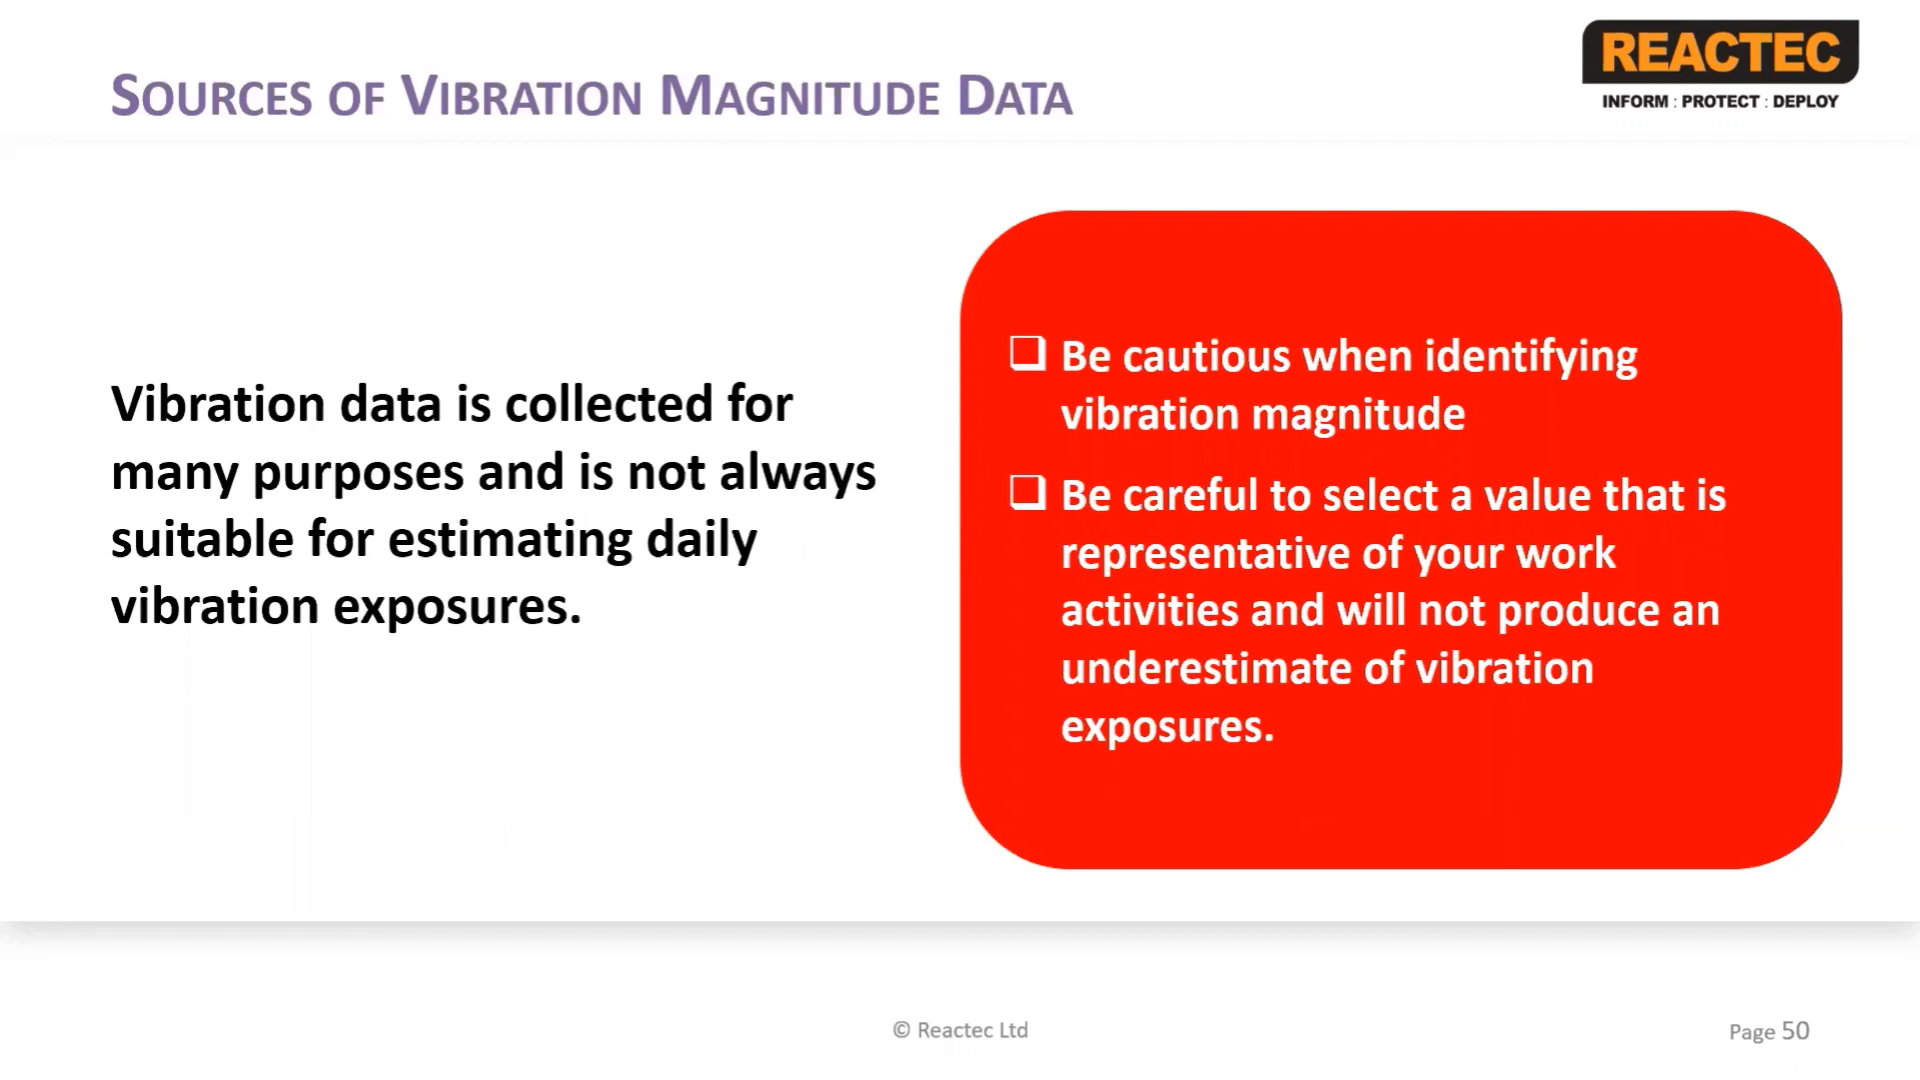 SOURCES OF VIBRATION MAGNITUDE DATA
REACTEC
INFORM : PROTECT : DEPLOY
Vibration data is collected for
many purposes and is not always
suitable for estimating daily
vibration exposures.
❑ Be cautious when identifying
vibration magnitude
❑ Be careful to select a value that is
representative of your work
activities and will not produce an
underestimate of vibration
exposures.
© Reactec Ltd
Page 50